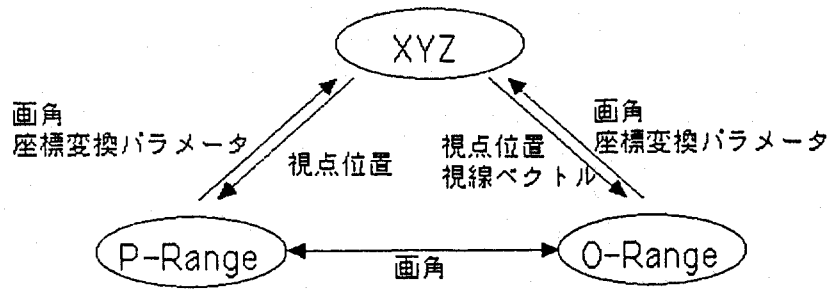 XYZ
画角
座標変換パラメータ
視点位置
視点位置
視線ベクトル
画角
座標変換パラメータ
P-Range
画角
O-Range